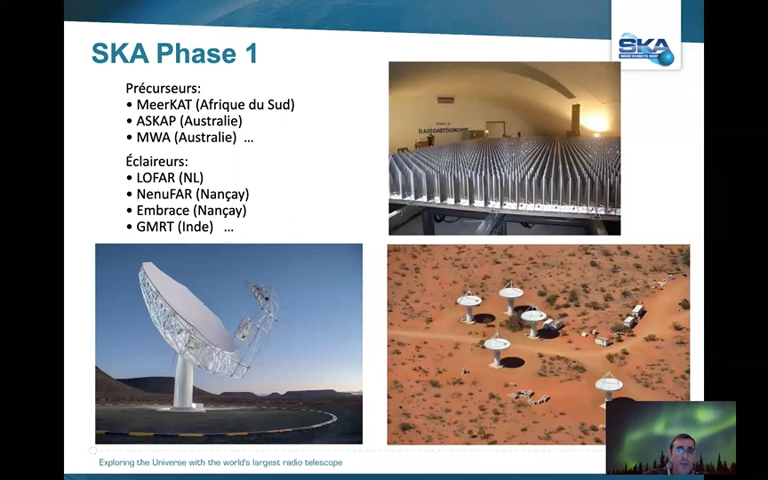 SKA Phase 1
SKA
Précurseurs:
• MeerKAT (Afrique du Sud)
• ASKAP (Australie)
• MWA (Australie) ...
Éclaireurs:
• LOFAR (NL)
• NenuFAR (Nançay)
• Embrace (Nançay)
• GMRT (Inde) ...
Exploring the Universe with the world's largest radio telescope